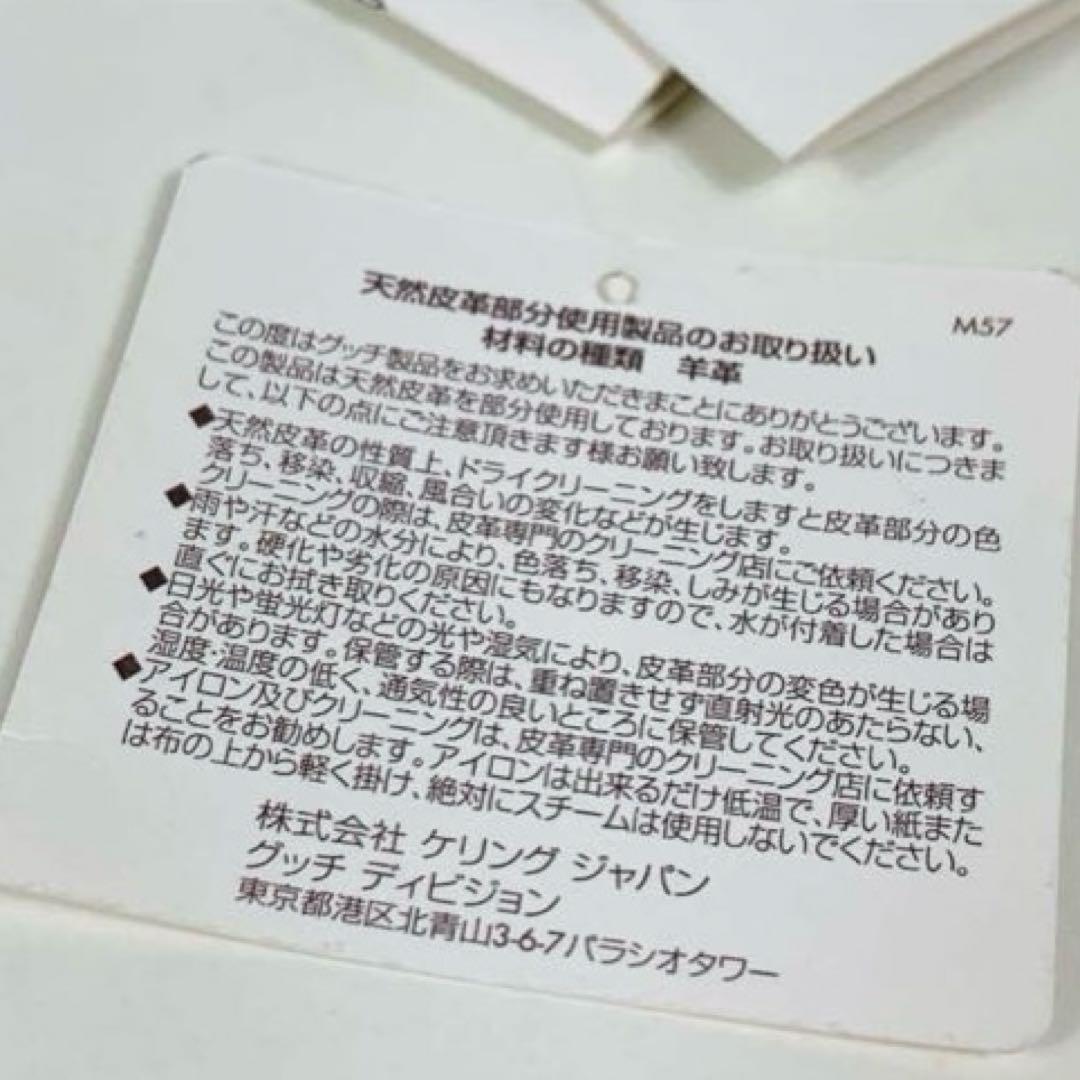 M57
天然皮革部分使用製品のお取り扱い
材料の種類　羊革
この度はグッチ製品をお求めいただきまことにありがとうございます。
この製品は天然皮革を部分使用しております。お取り扱いにつきま
して、以下の点にご注意頂きます様お願い致します。
◆天然皮革の性質上、ドライクリーニングをしますと皮革部分の色
落ち、移染、収縮、風合いの変化などが生じます。
クリーニングの際は、皮革専門のクリーニング店にご依頼ください。
◆雨や汗などの水分により、色落ち、移染、しみが生じる場合があり
ます。硬化や劣化の原因にもなりますので、水が付着した場合は
直ぐにお拭き取りください。
◆日光や蛍光灯などの光や湿気により、皮革部分の変色が生じる場
合があります。保管する際は、重ね置きせず直射光のあたらない、
湿度・温度の低く、通気性の良いところに保管してください。
◆アイロン及びクリーニングは、皮革専門のクリーニング店に依頼す
ることをお勧めします。アイロンは出来るだけ低温で、厚い紙また
は布の上から軽く掛け、絶対にスチームは使用しないでください。
株式会社 ケリング ジャパン
グッチ ディビジョン
東京都港区北青山3-6-7パラシオタワー